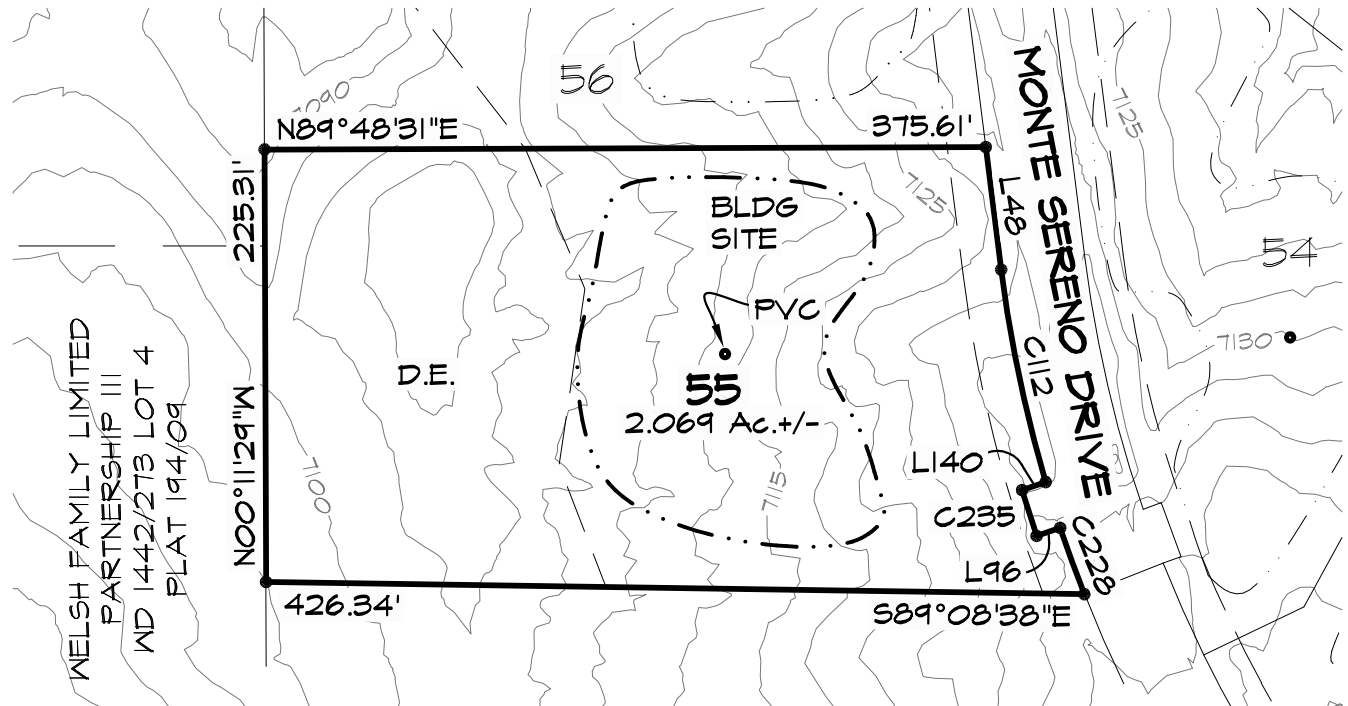 7090
56
N89°48'31"E
375.61'
MONTE SERENO DRIVE
7125
7125
225.31'
BLDG
SITE
L48
54
PVC
7130
C112
D.E.
55
2.069 Ac.+/-
WELSH FAMILY LIMITED
PARTNERSHIP III
WD 1442/273 LOT 4
PLAT 194/09
N00°11'29"W
7100
7115
L140
C235
L96
C228
426.34'
S89°08'38"E